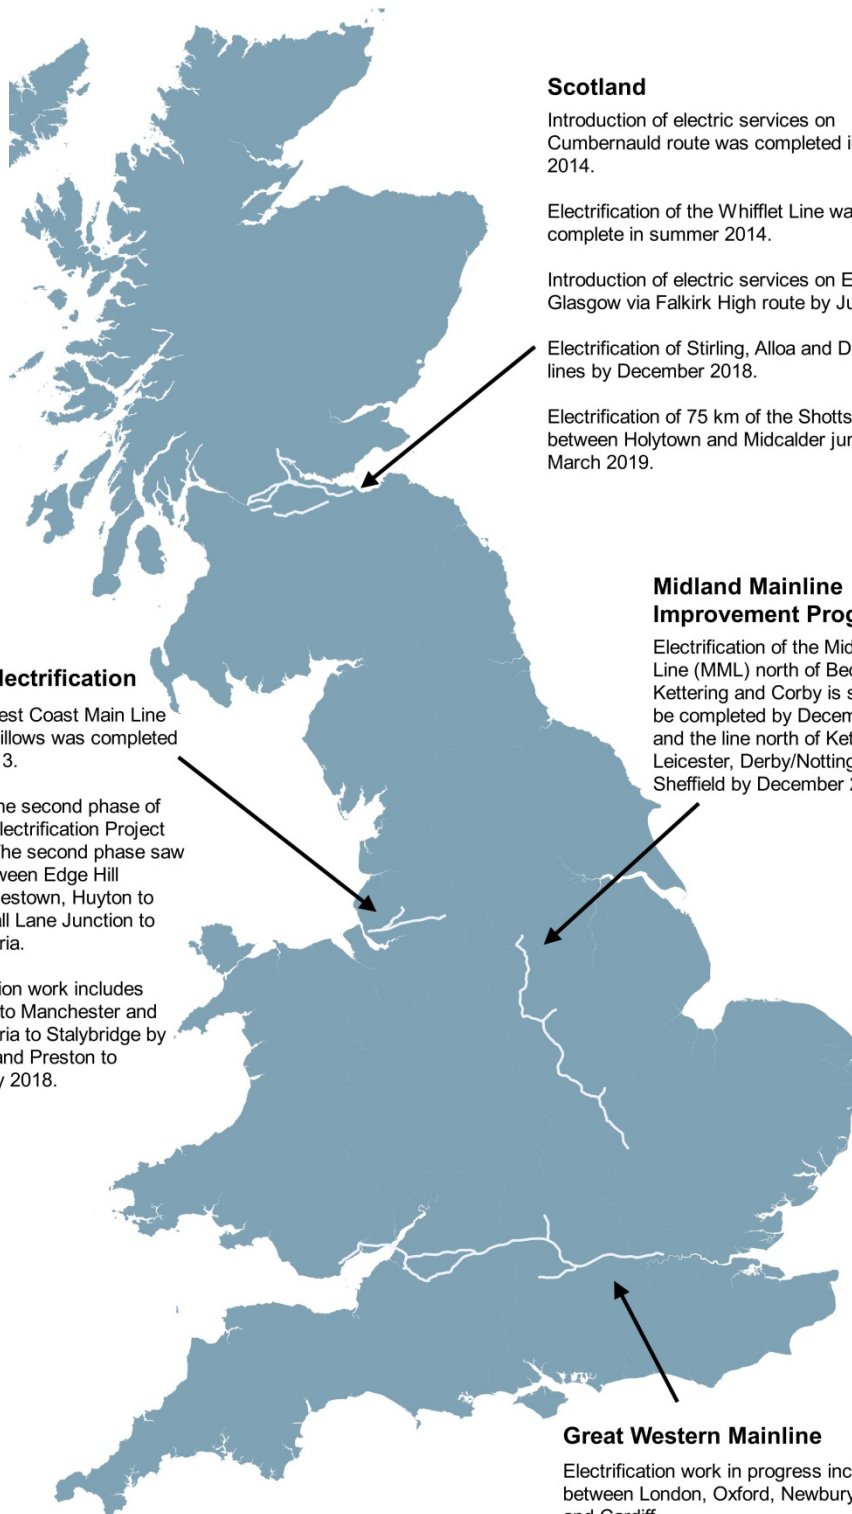 Scotland
Introduction of electric services on
Cumbernauld route was completed i
2014.
Electrification of the Whifflet Line wa
complete in summer 2014.
Introduction of electric services on E
Glasgow via Falkirk High route by Ju
Electrification of Stirling, Alloa and D
lines by December 2018.
Electrification of 75 km of the Shotts
between Holytown and Midcalder jur
March 2019.
Midland Mainline
Improvement Prog
Electrification of the Mid
Line (MML) north of Bed
Kettering and Corby is s
be completed by Decem
and the line north of Ket
Leicester, Derby/Notting
Sheffield by December 2
lectrification
est Coast Main Line
illows was completed
3.
he second phase of
lectrification Project
The second phase saw
ween Edge Hill
estown, Huyton to
all Lane Junction to
ria.
ion work includes
to Manchester and
ria to Stalybridge by
and Preston to
y 2018.
Great Western Mainline
Electrification work in progress inc
between London, Oxford, Newbury
and Cardiff